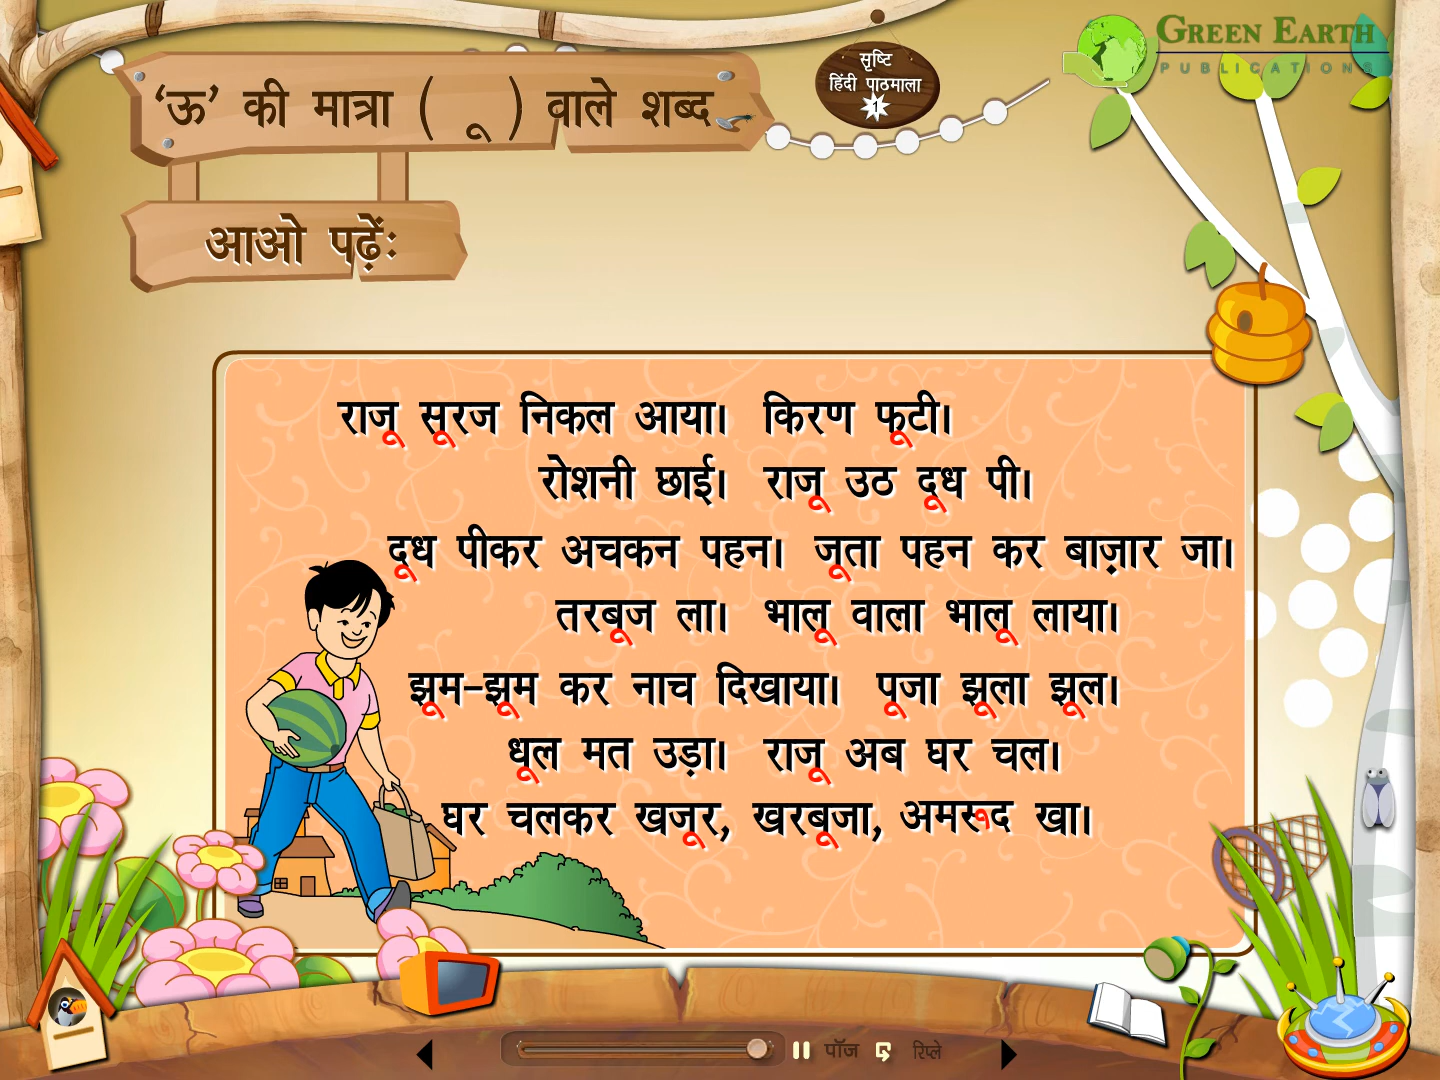 GREEN EARTH
PUBLICATIONS
सृष्टि
हिंदी पाठमाला
1
‘ऊ’ की मात्रा ( ू ) वाले शब्द
आओ पढ़ेंः
राजू सूरज निकल आया। किरण फूटी।
रोशनी छाई। राजू उठ दूध पी।
दूध पीकर अचकन पहन। जूता पहन कर बाज़ार जा।
तरबूज ला। भालू वाला भालू लाया।
झूम-झूम कर नाच दिखाया। पूजा झूला झूल।
धूल मत उड़ा। राजू अब घर चल।
घर चलकर खजूर, खरबूजा, अमरूद खा।
पॉज रिप्ले